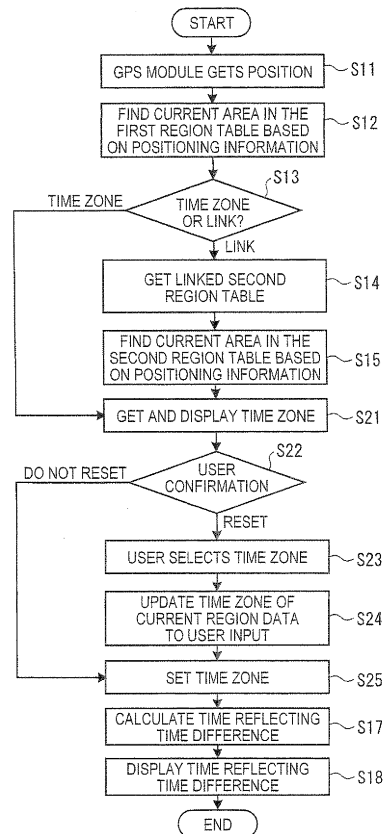 START
GPS MODULE GETS POSITION
S11
FIND CURRENT AREA IN THE
FIRST REGION TABLE BASED
ON POSITIONING INFORMATION
S12
S13
TIME ZONE
OR LINK?
TIME ZONE
LINK
GET LINKED SECOND
REGION TABLE
S14
FIND CURRENT AREA IN THE
SECOND REGION TABLE BASED
ON POSITIONING INFORMATION
S15
GET AND DISPLAY TIME ZONE
S21
S22
USER
CONFIRMATION
DO NOT RESET
RESET
USER SELECTS TIME ZONE
S23
UPDATE TIME ZONE OF
CURRENT REGION DATA
TO USER INPUT
S24
SET TIME ZONE
S25
CALCULATE TIME REFLECTING
TIME DIFFERENCE
S17
DISPLAY TIME REFLECTING
TIME DIFFERENCE
S18
END